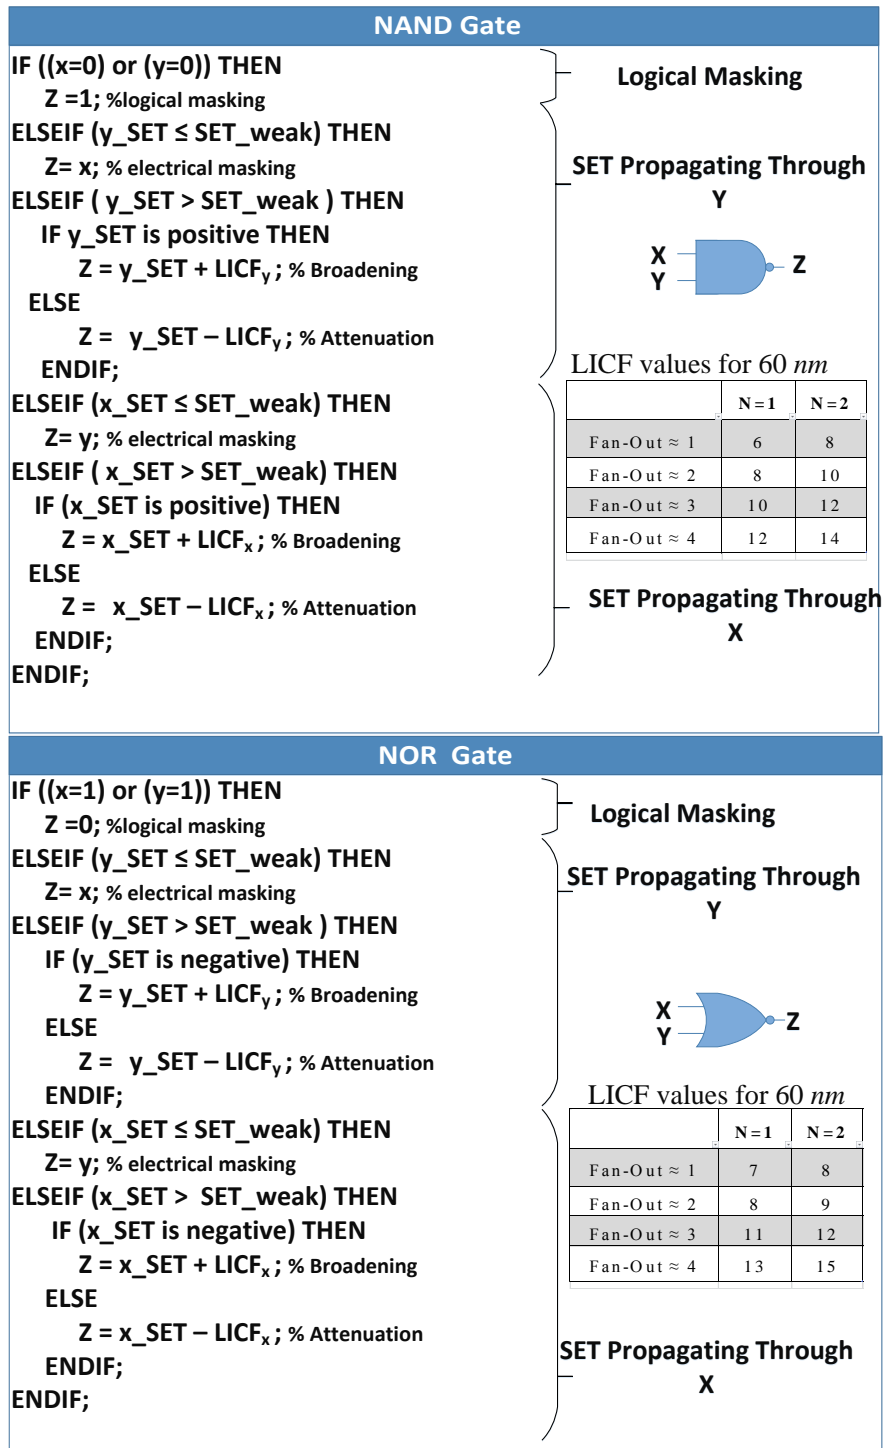 NAND Gate
IF ((x=0) or (y=0)) THEN
Z =1; %logical masking
ELSEIF (y_SET ≤ SET_weak) THEN
Z= x; % electrical masking
ELSEIF ( y_SET > SET_weak ) THEN
IF y_SET is positive THEN
Z = y_SET + LICFy ; % Broadening
ELSE
Z = y_SET – LICFy ; % Attenuation
ENDIF;
ELSEIF (x_SET ≤ SET_weak) THEN
Z= y; % electrical masking
ELSEIF ( x_SET > SET_weak) THEN
IF (x_SET is positive) THEN
Z = x_SET + LICFx ; % Broadening
ELSE
Z = x_SET – LICFx ; % Attenuation
ENDIF;
ENDIF;
Logical Masking
SET Propagating Through
Y
X
Y
Z
LICF values for 60 nm
N=1 N=2
Fan-Out ≈ 1 6 8
Fan-Out ≈ 2 8 10
Fan-Out ≈ 3 10 12
Fan-Out ≈ 4 12 14
SET Propagating Through
X
NOR Gate
IF ((x=1) or (y=1)) THEN
Z =0; %logical masking
ELSEIF (y_SET ≤ SET_weak) THEN
Z= x; % electrical masking
ELSEIF (y_SET > SET_weak ) THEN
IF (y_SET is negative) THEN
Z = y_SET + LICFy ; % Broadening
ELSE
Z = y_SET – LICFy ; % Attenuation
ENDIF;
ELSEIF (x_SET ≤ SET_weak) THEN
Z= y; % electrical masking
ELSEIF (x_SET > SET_weak) THEN
IF (x_SET is negative) THEN
Z = x_SET + LICFx ; % Broadening
ELSE
Z = x_SET – LICFx ; % Attenuation
ENDIF;
ENDIF;
Logical Masking
SET Propagating Through
Y
X
Y
Z
LICF values for 60 nm
N=1 N=2
Fan-Out ≈ 1 7 8
Fan-Out ≈ 2 8 9
Fan-Out ≈ 3 11 12
Fan-Out ≈ 4 13 15
SET Propagating Through
X